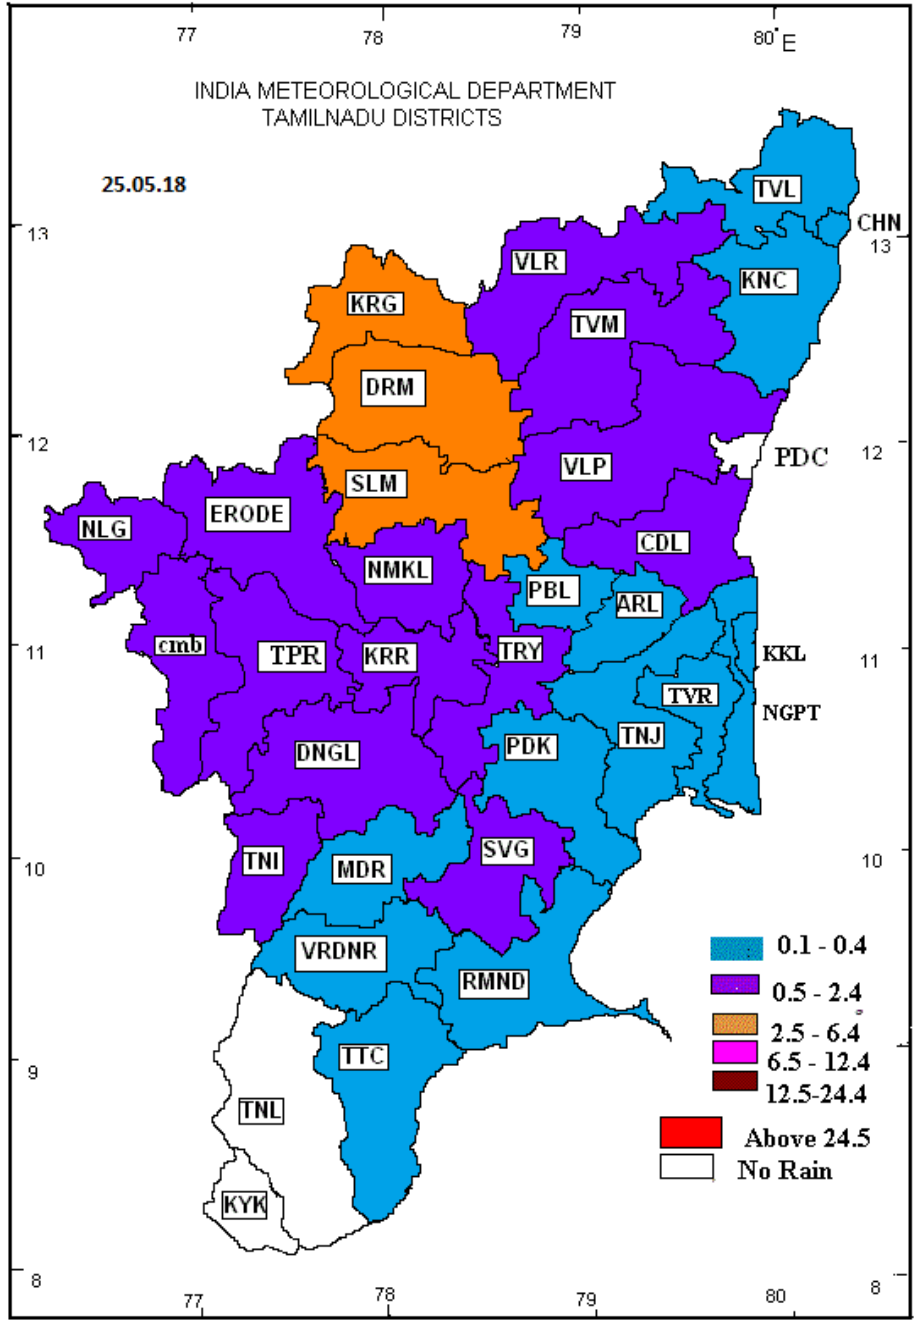 77 78 79 80° E
INDIA METEOROLOGICAL DEPARTMENT
TAMILNADU DISTRICTS
25.05.18
TVL
CHN
13 13
VLR
KNC
KRG
TVM
DRM
12 12
PDC
VLP
SLM
ERODE
NLG
CDL
NMKL
PBL
ARL
cmb
11 TPR KRR TRY KKL 11
TVR
NGPT
TNJ
PDK
DNGL
SVG
10 TNI MDR 10
0.1 - 0.4
VRDNR
RMND
0.5 - 2.4
2.5 - 6.4
TTC
6.5 - 12.4
9
12.5-24.4
TNL
Above 24.5
No Rain
KYK
8 8
77 78 79 80